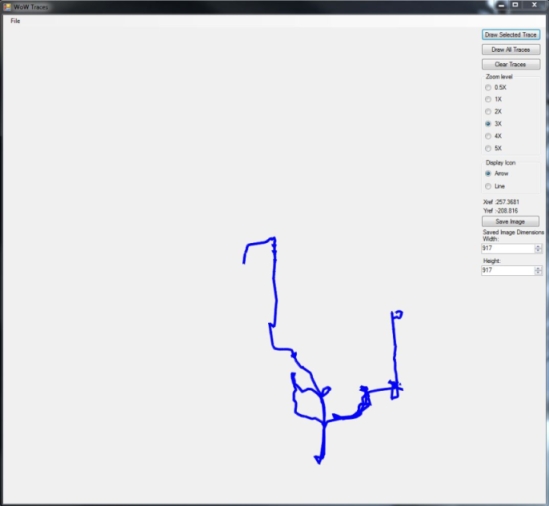 WoW Traces
File
Draw Selected Trace
Draw All Traces
Clear Traces
Zoom level
0.5X
1X
2X
3X
4X
5X
Display Icon
Arrow
Line
Xref :257.3681
Yref :-208.816
Save Image
Saved Image Dimensions
Width:
917
Height:
917